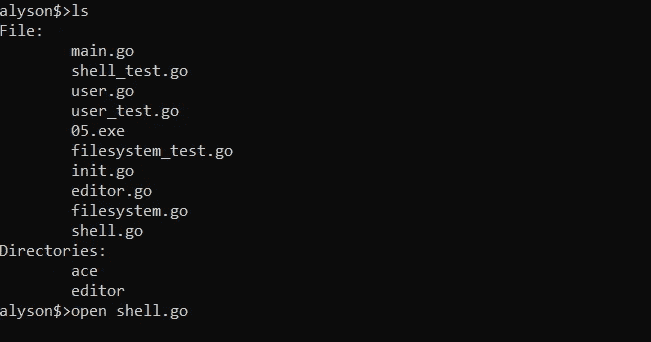 alyson$>ls
File:
main.go
shell_test.go
user.go
user_test.go
05.exe
filesystem_test.go
init.go
editor.go
filesystem.go
shell.go
Directories:
ace
editor
alyson$>open shell.go